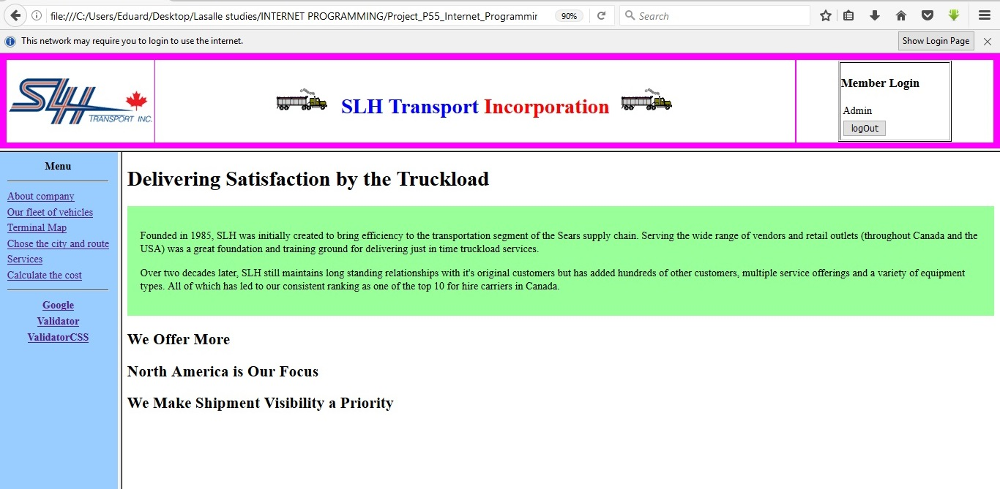 file:///C:/Users/Eduard/Desktop/Lasalle studies/INTERNET PROGRAMMING/Project_P55_Internet_Programmin
90%
Search
This network may require you to login to use the internet.
Show Login Page
SLH
TRANSPORT INC.
SLH Transport Incorporation
Member Login
Admin
logOut
Menu
About company
Our fleet of vehicles
Terminal Map
Chose the city and route
Services
Calculate the cost
Google
Validator
ValidatorCSS
Delivering Satisfaction by the Truckload
Founded in 1985, SLH was initially created to bring efficiency to the transportation segment of the Sears supply chain. Serving the wide range of vendors and retail outlets (throughout Canada and the
USA) was a great foundation and training ground for delivering just in time truckload services.
Over two decades later, SLH still maintains long standing relationships with it's original customers but has added hundreds of other customers, multiple service offerings and a variety of equipment
types. All of which has led to our consistent ranking as one of the top 10 for hire carriers in Canada.
We Offer More
North America is Our Focus
We Make Shipment Visibility a Priority